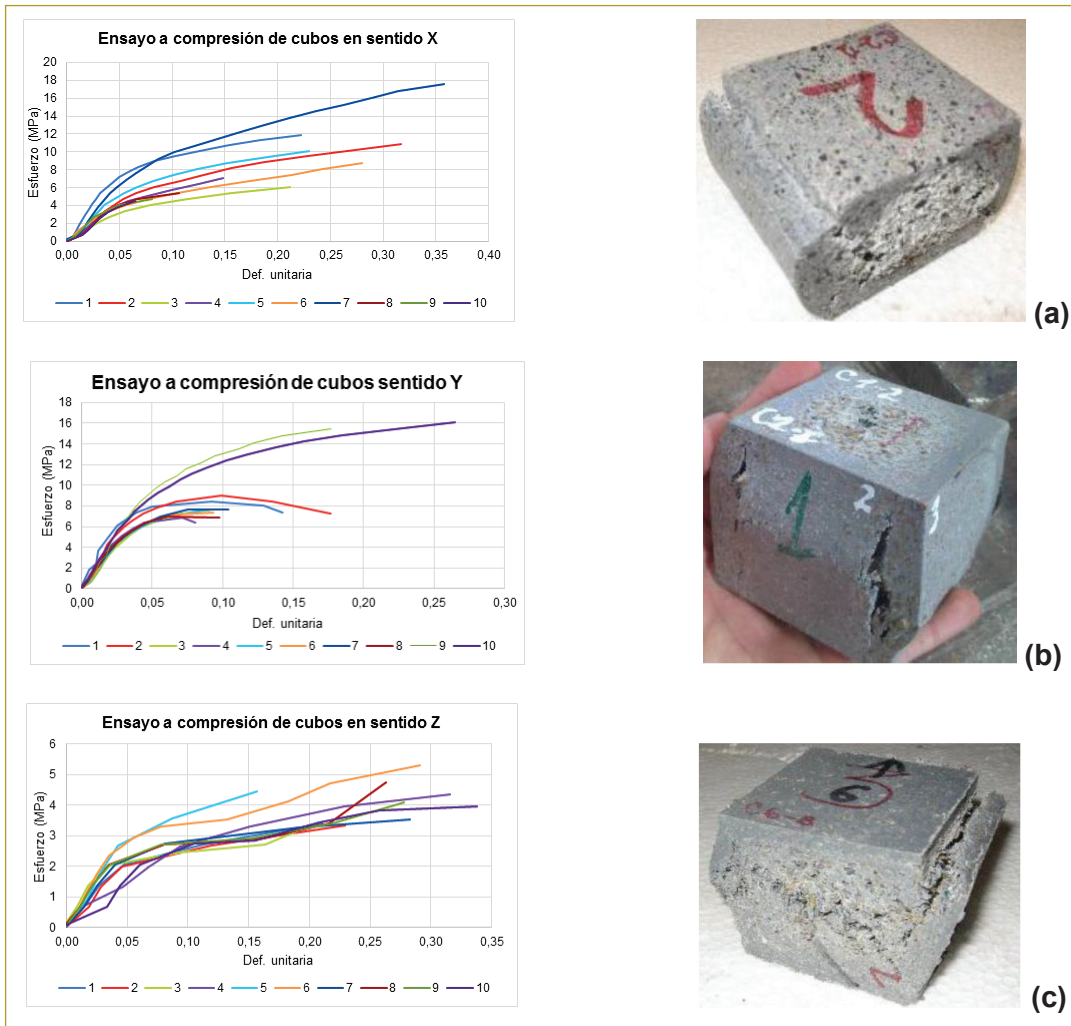 Ensayo a compresión de cubos en sentido X
Esfuerzo (MPa)
20
18
16
14
12
10
8
6
4
2
0
0,00 0,05 0,10 0,15 0,20 0,25 0,30 0,35 0,40
Def. unitaria
1 2 3 4 5 6 7 8 9 10
2
(a)
Ensayo a compresión de cubos sentido Y
Esfuerzo (MPa)
18
16
14
12
10
8
6
4
2
0
0,00 0,05 0,10 0,15 0,20 0,25 0,30
Def. unitaria
1 2 3 4 5 6 7 8 9 10
C1-2
1
2
3
(b)
Ensayo a compresión de cubos en sentido Z
Esfuerzo (MPa)
6
5
4
3
2
1
0
0,00 0,05 0,10 0,15 0,20 0,25 0,30 0,35
Def. unitaria
1 2 3 4 5 6 7 8 9 10
(c)